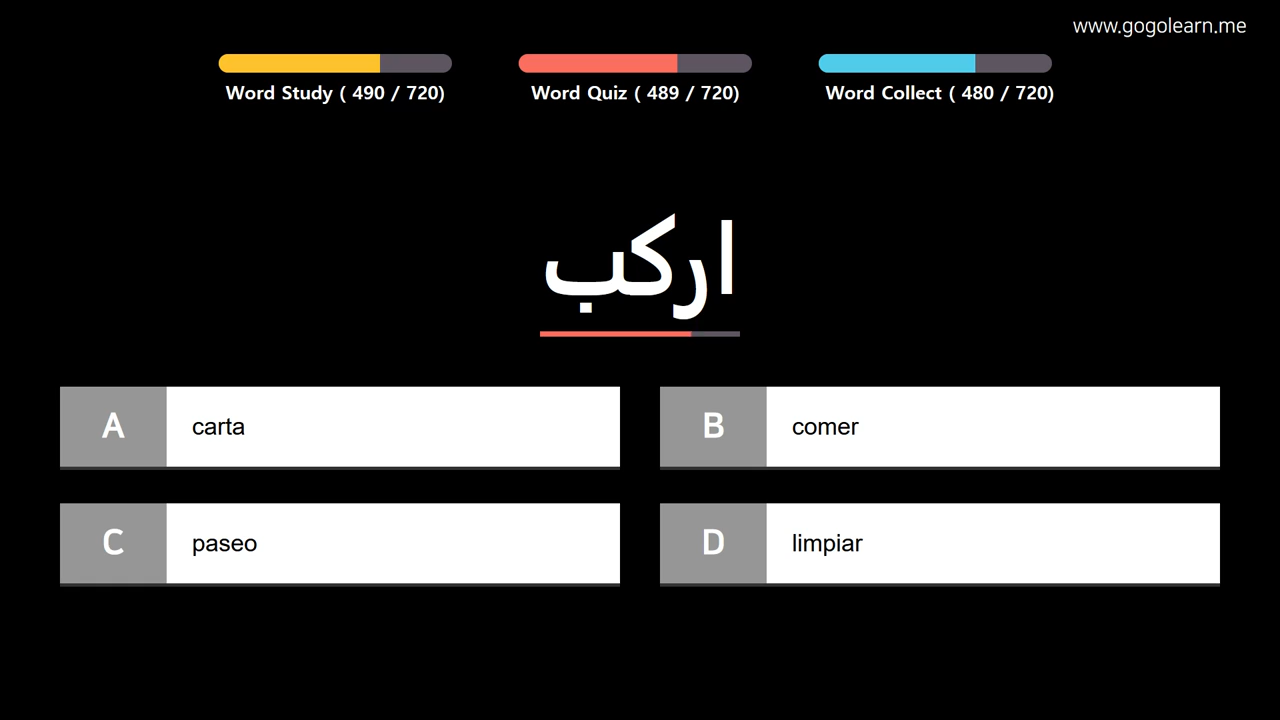 www.gogolearn.me
Word Study ( 490 / 720)
Word Quiz ( 489 / 720)
Word Collect ( 480 / 720)
اركب
A carta
B comer
C paseo
D limpiar